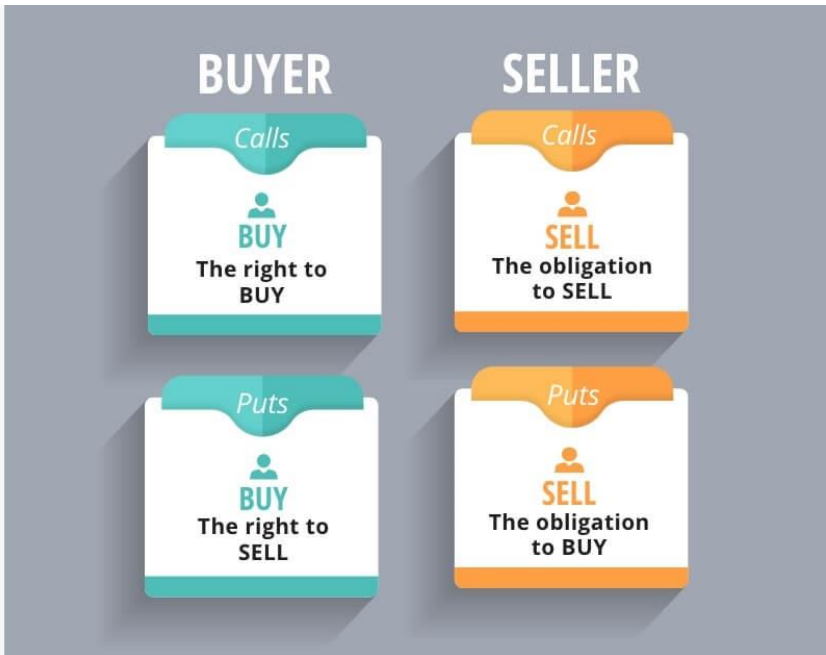 BUYER
SELLER
Calls
BUY
The right to
BUY
Calls
SELL
The obligation
to SELL
Puts
BUY
The right to
SELL
Puts
SELL
The obligation
to BUY